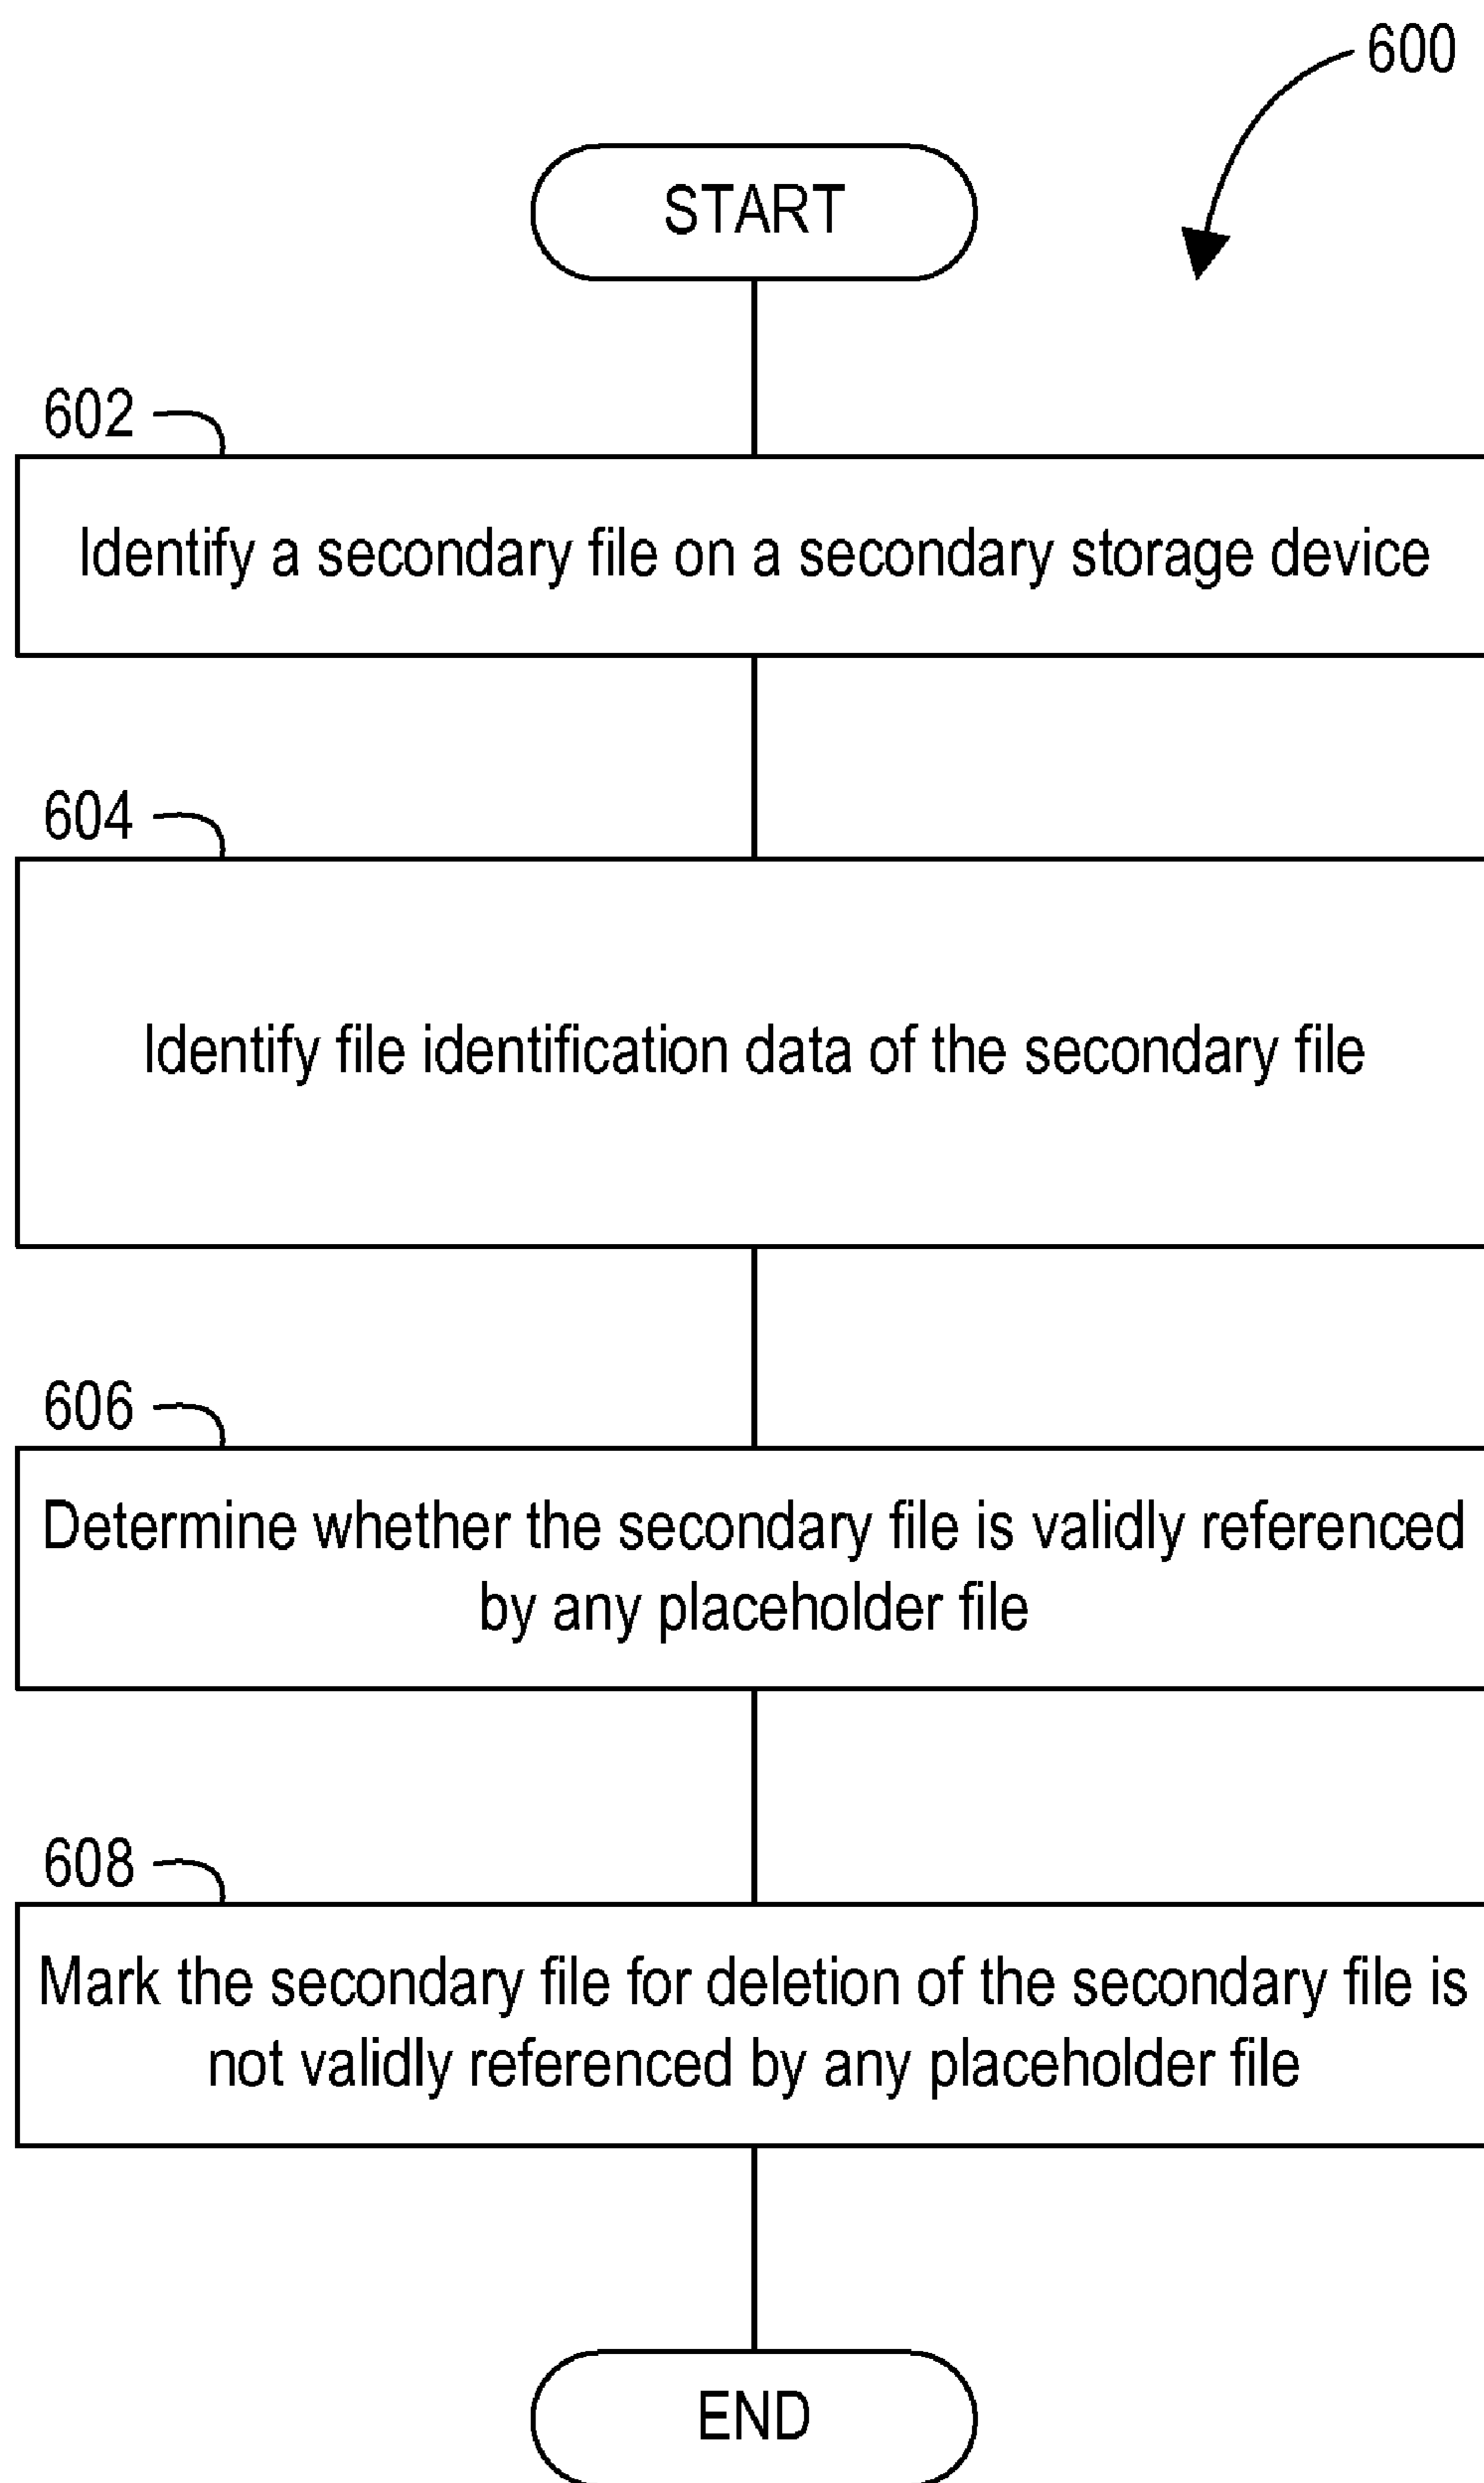 600
START
602
Identify a secondary file on a secondary storage device
604
Identify file identification data of the secondary file
606
Determine whether the secondary file is validly referenced
by any placeholder file
608
Mark the secondary file for deletion of the secondary file is
not validly referenced by any placeholder file
END